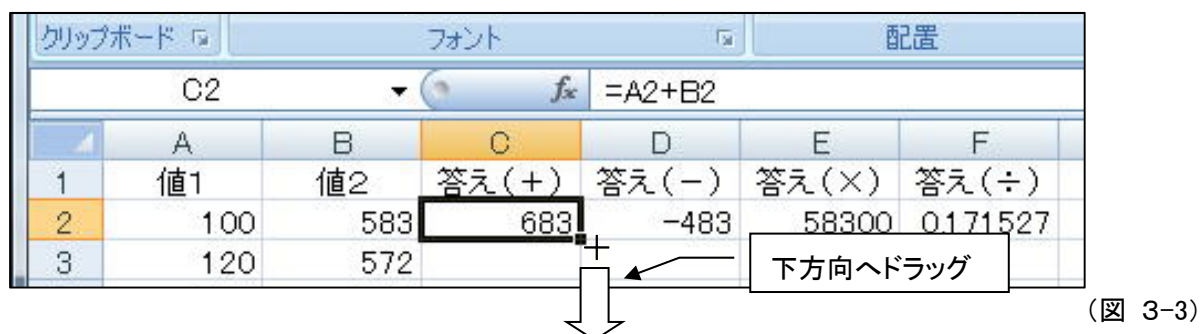 クリップボード フォント 配置
C2 fx =A2+B2
A B C D E F
1 値1 値2 答え(+) 答え(-) 答え(×) 答え(÷)
2 100 583 683 -483 58300 0.171527
3 120 572
下方向へドラッグ
(図 3-3)